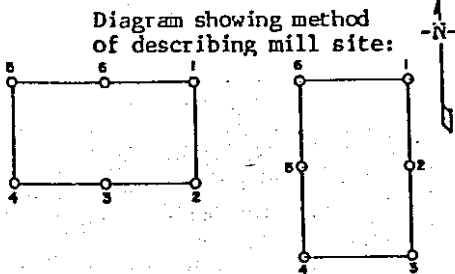 Diagram showing method
of describing mill site:
-N-
5 6 1
4 3 2
6 1
5 2
4 3